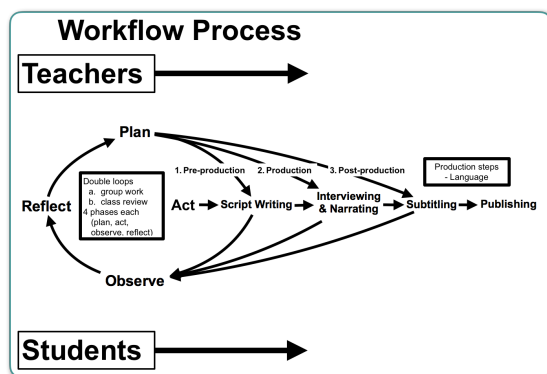 Workflow Process
Teachers
Plan
1. Pre-production
2. Production
3. Post-production
Production steps
- Language
Double loops
a. group work
b. class review
4 phases each
(plan, act,
observe, reflect)
Reflect
Act
Script Writing
Interviewing
& Narrating
Subtitling
Publishing
Observe
Students